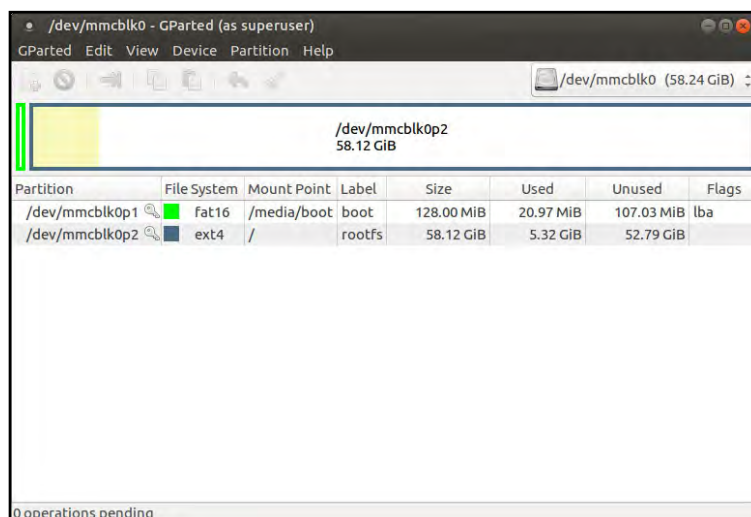 /dev/mmcblk0 - GParted (as superuser)
GParted Edit View Device Partition Help
/dev/mmcblk0 (58.24 GiB)
/dev/mmcblk0p2
58.12 GiB
Partition File System Mount Point Label Size Used Unused Flags
/dev/mmcblk0p1 fat16 /media/boot boot 128.00 MiB 20.97 MiB 107.03 MiB lba
/dev/mmcblk0p2 ext4 / rootfs 58.12 GiB 5.32 GiB 52.79 GiB
0 operations pending